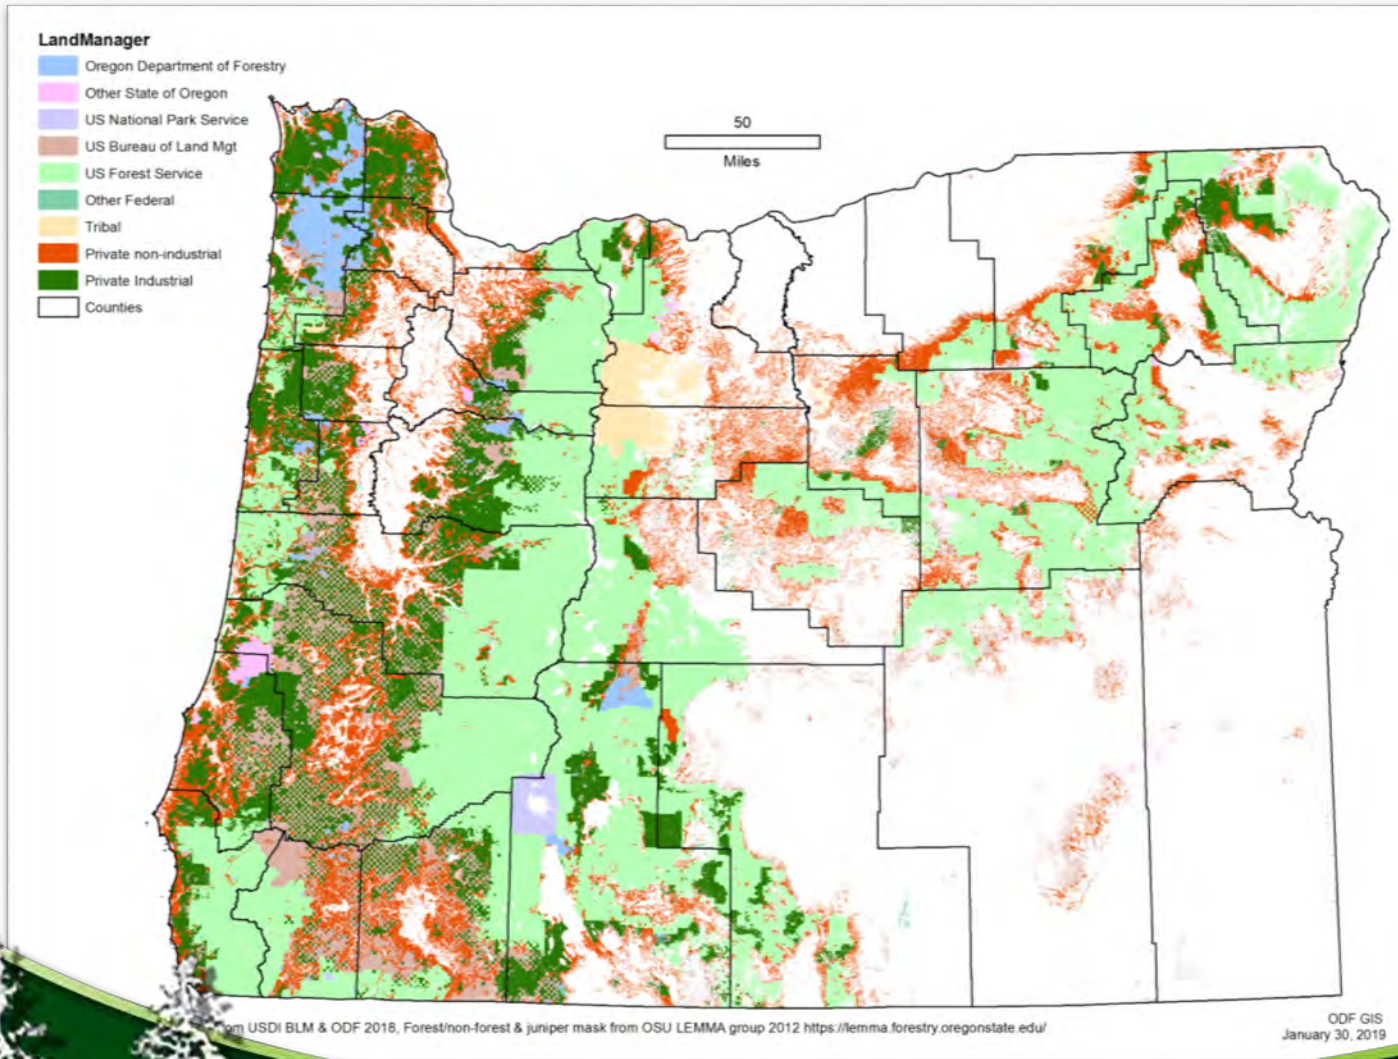 LandManager
Oregon Department of Forestry
Other State of Oregon
US National Park Service
US Bureau of Land Mgt
US Forest Service
Other Federal
Tribal
Private non-industrial
Private Industrial
Counties
50
Miles
USDI BLM & ODF 2018, Forest/non-forest & juniper mask from OSU LEMMA group 2012 https://lemma.forestry.oregonstate.edu/
ODF GIS
January 30, 2019